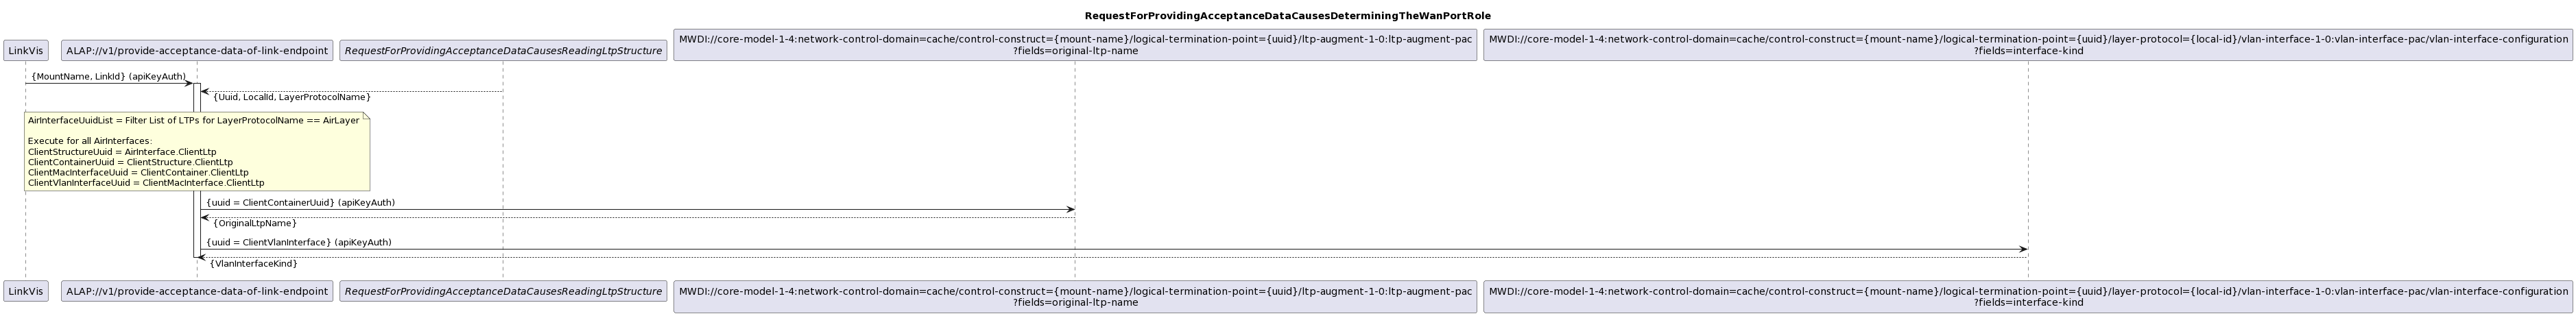 RequestForProvidingAcceptanceDataCausesDeterminingTheWanPortRole
LinkVis
ALAP://v1/provide-acceptance-data-of-link-endpoint
RequestForProvidingAcceptanceDataCausesReadingLtpStructure
MWDI://core-model-1-4:network-control-domain=cache/control-construct={mount-name}/logical-termination-point={uuid}/ltp-augment-1-0:ltp-augment-pac
?fields=original-ltp-name
MWDI://core-model-1-4:network-control-domain=cache/control-construct={mount-name}/logical-termination-point={uuid}/layer-protocol={local-id}/vlan-interface-1-0:vlan-interface-pac/vlan-interface-configuration
?fields=interface-kind
{MountName, LinkId} (apiKeyAuth)
{Uuid, LocalId, LayerProtocolName}
AirInterfaceUuidList = Filter List of LTPs for LayerProtocolName == AirLayer
Execute for all AirInterfaces:
ClientStructureUuid = AirInterface.ClientLtp
ClientContainerUuid = ClientStructure.ClientLtp
ClientMacInterfaceUuid = ClientContainer.ClientLtp
ClientVlanInterfaceUuid = ClientMacInterface.ClientLtp
{uuid = ClientContainerUuid} (apiKeyAuth)
{OriginalLtpName}
{uuid = ClientVlanInterface} (apiKeyAuth)
{VlanInterfaceKind}
LinkVis
ALAP://v1/provide-acceptance-data-of-link-endpoint
RequestForProvidingAcceptanceDataCausesReadingLtpStructure
MWDI://core-model-1-4:network-control-domain=cache/control-construct={mount-name}/logical-termination-point={uuid}/ltp-augment-1-0:ltp-augment-pac
?fields=original-ltp-name
MWDI://core-model-1-4:network-control-domain=cache/control-construct={mount-name}/logical-termination-point={uuid}/layer-protocol={local-id}/vlan-interface-1-0:vlan-interface-pac/vlan-interface-configuration
?fields=interface-kind